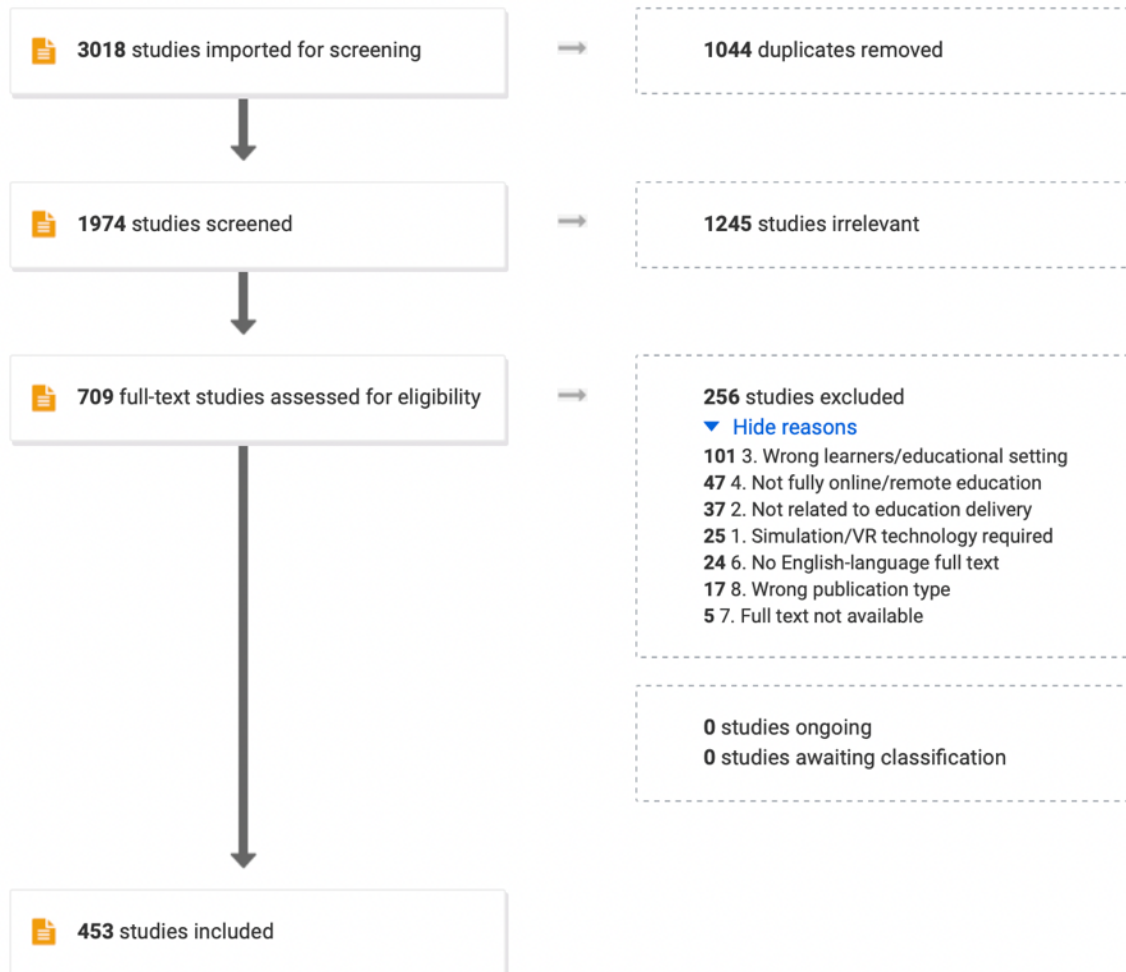 3018 studies imported for screening
1044 duplicates removed
1974 studies screened
1245 studies irrelevant
709 full-text studies assessed for eligibility
256 studies excluded
Hide reasons
101 3. Wrong learners/educational setting
47 4. Not fully online/remote education
37 2. Not related to education delivery
25 1. Simulation/VR technology required
24 6. No English-language full text
17 8. Wrong publication type
5 7. Full text not available
0 studies ongoing
0 studies awaiting classification
453 studies included